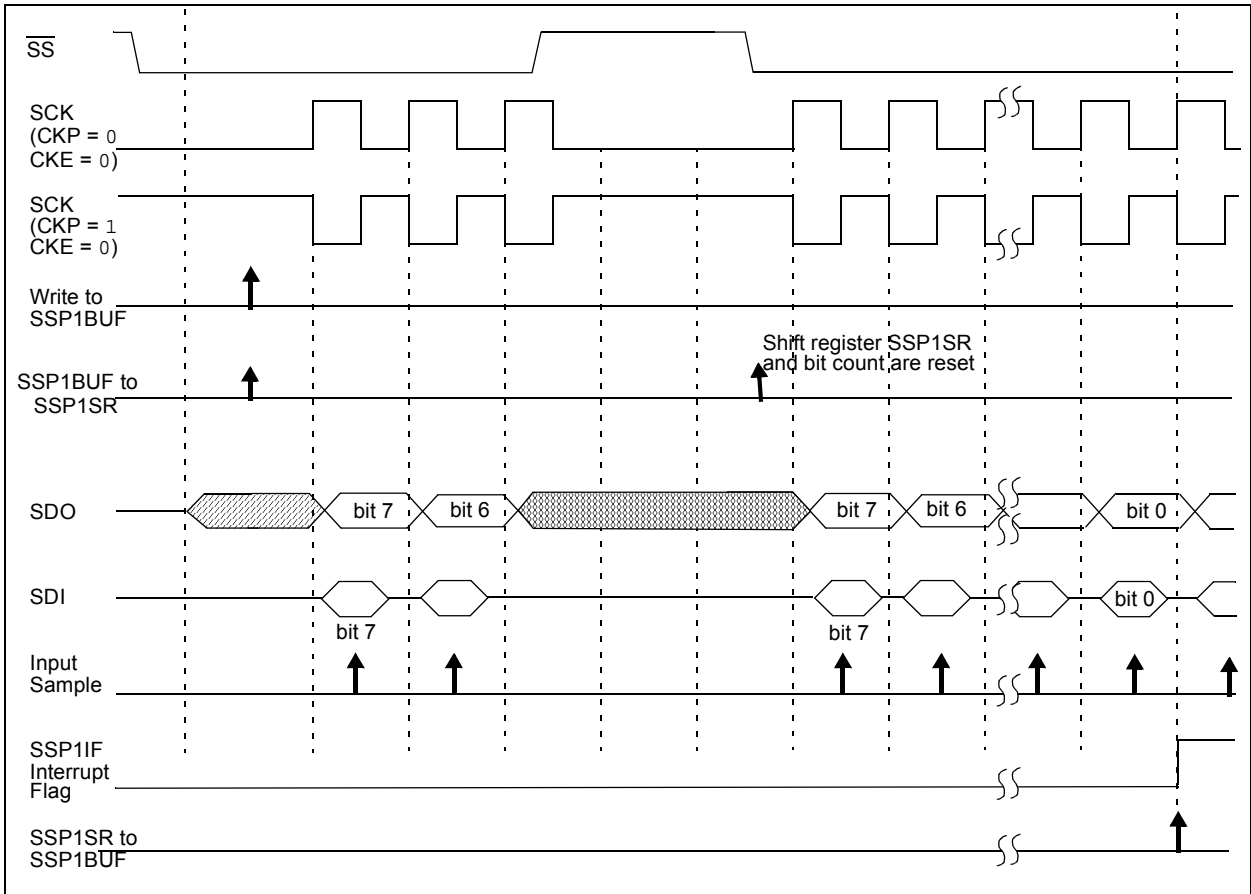 SS
SCK
(CKP = 0
CKE = 0)
SCK
(CKP = 1
CKE = 0)
Write to
SSP1BUF
Shift register SSP1SR
and bit count are reset
SSP1BUF to
SSP1SR
SDO
bit 7
bit 6
bit 7
bit 6
bit 0
SDI
bit 0
bit 7
bit 7
Input
Sample
SSP1IF
Interrupt
Flag
SSP1SR to
SSP1BUF